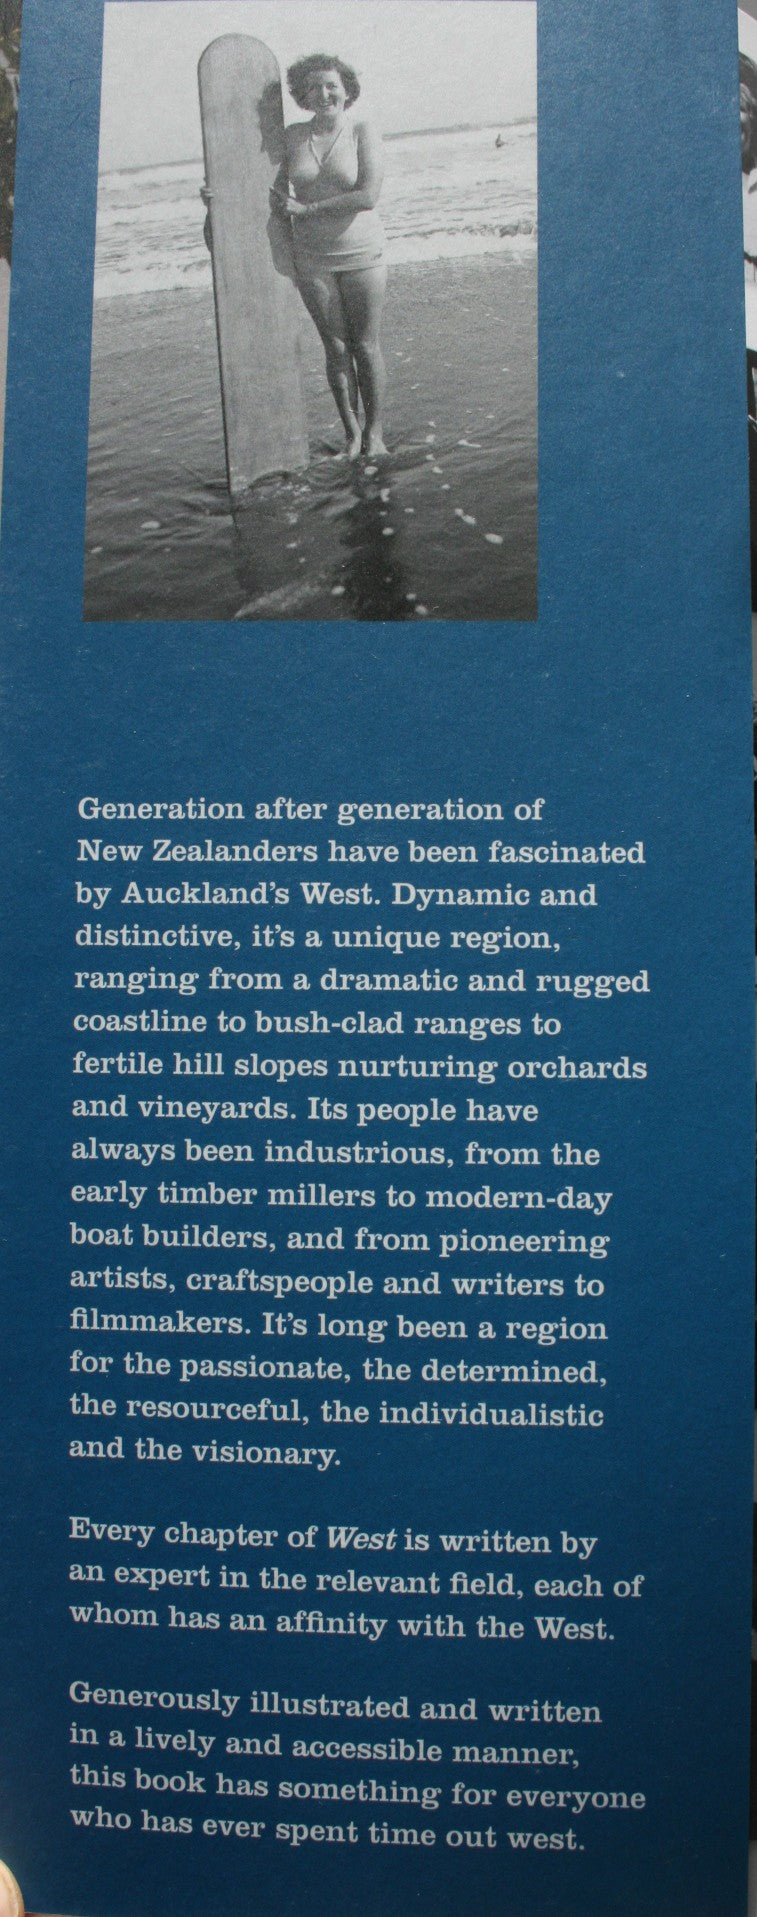 Generation after generation of
New Zealanders have been fascinated
by Auckland's West. Dynamic and
distinctive, it's a unique region,
ranging from a dramatic and rugged
coastline to bush-clad ranges to
fertile hill slopes nurturing orchards
and vineyards. Its people have
always been industrious, from the
early timber millers to modern-day
boat builders, and from pioneering
artists, craftspeople and writers to
filmmakers. It's long been a region
for the passionate, the determined,
the resourceful, the individualistic
and the visionary.
Every chapter of West is written by
an expert in the relevant field, each of
whom has an affinity with the West.
Generously illustrated and written
in a lively and accessible manner,
this book has something for everyone
who has ever spent time out west.